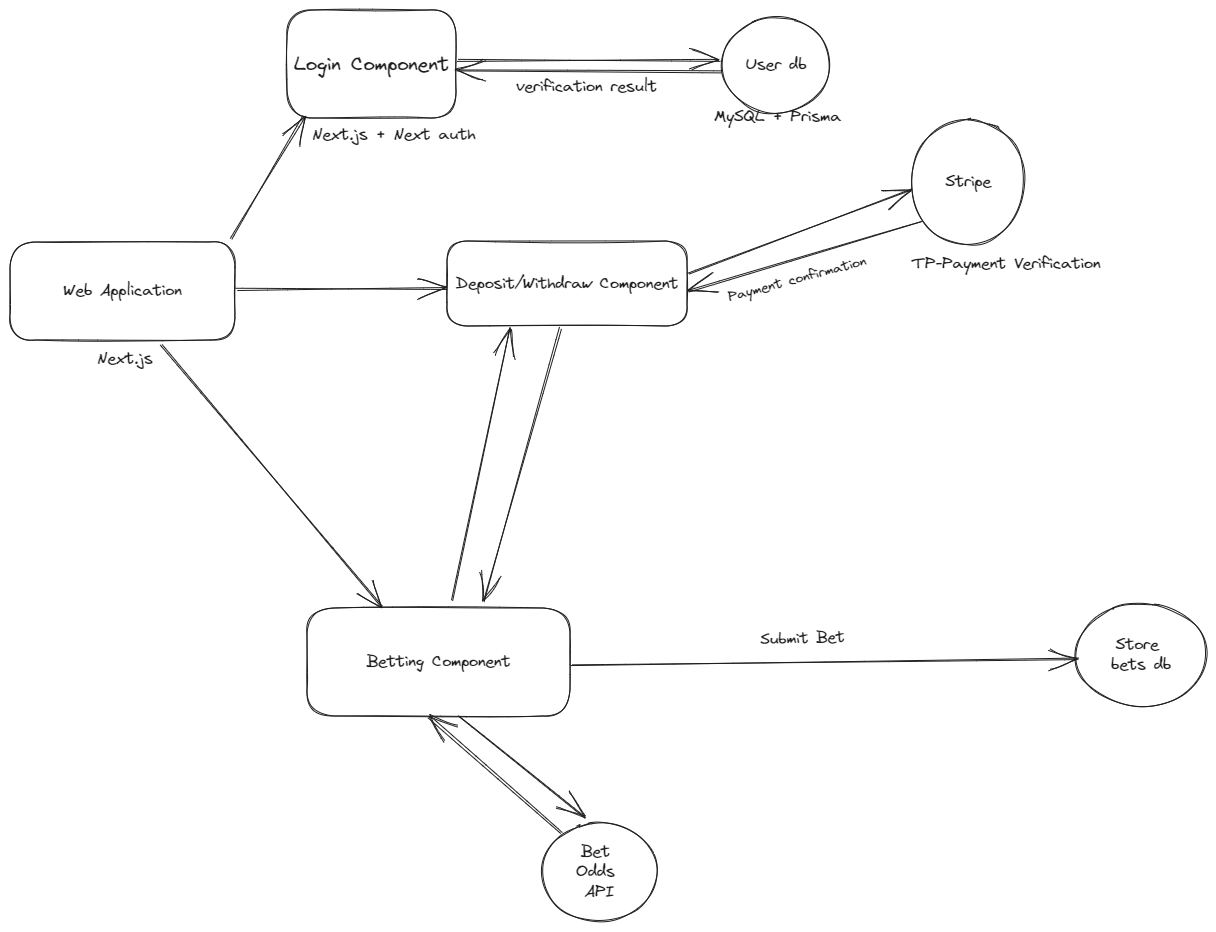 Login Component
User db
verification result
MySQL + Prisma
Next.js + Next auth
Stripe
TP-Payment Verification
Payment confirmation
Deposit/Withdraw Component
Web Application
Next.js
Submit Bet
Store
bets db
Betting Component
Bet
Odds
API